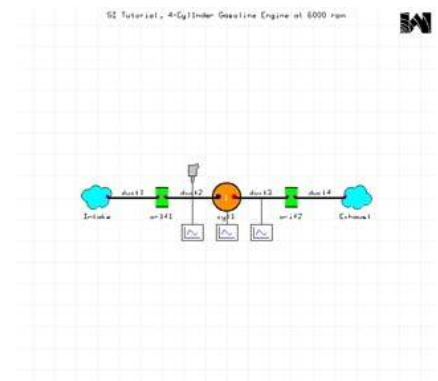 SI Tutorial, 4-Cylinder Gasoline Engine at 6000 rpm
duct1 duct2 duct3 duct4
Intake orif1 cyl1 orif2 Exhaust